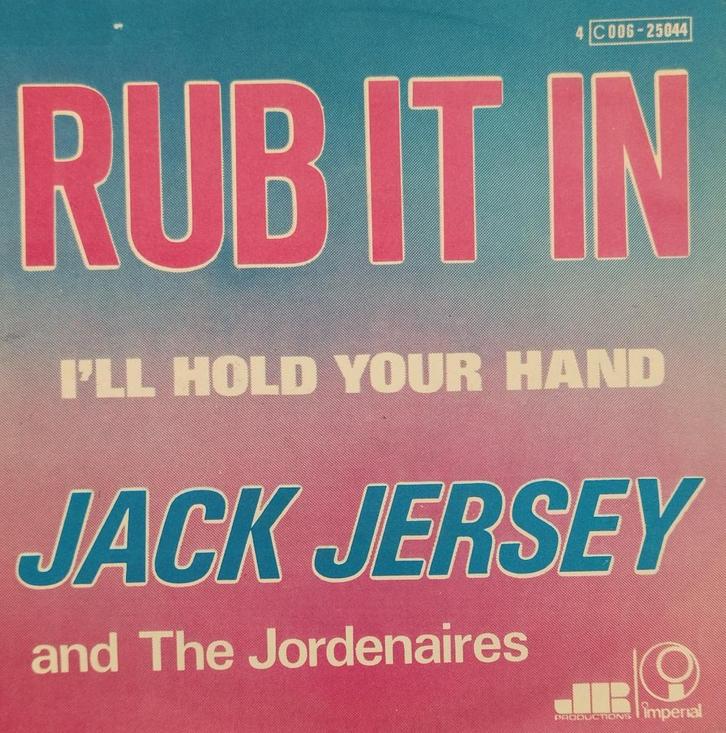 4 C 006 - 25044
RUB IT IN
I'LL HOLD YOUR HAND
JACK JERSEY
and The Jordenaires
JR
PRODUCTIONS
imperial